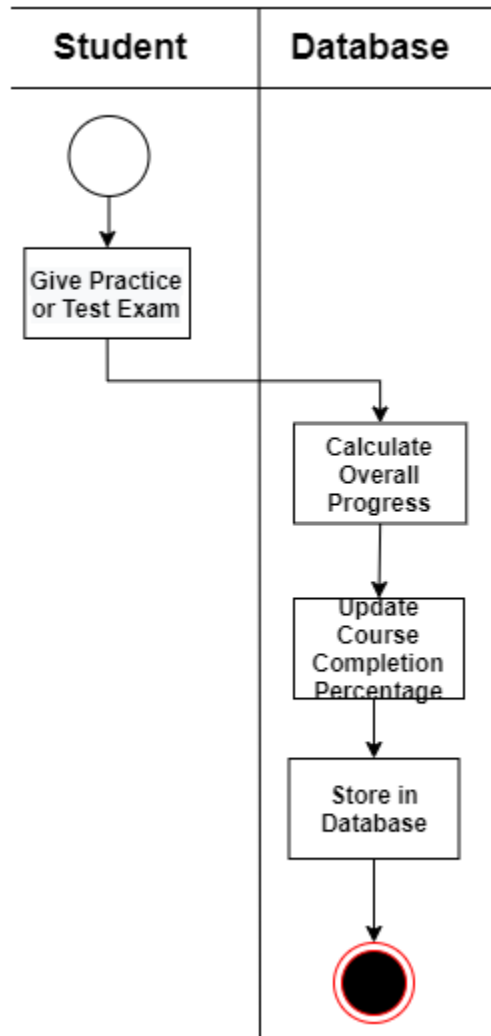 Student
Database
Give Practice
or Test Exam
Calculate
Overall
Progress
Update
Course
Completion
Percentage
Store in
Database